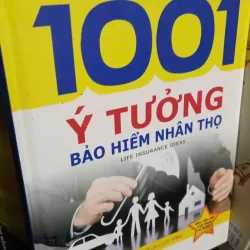 1001
Ý TƯỞNG
BẢO HIỂM NHÂN THỌ
LIFE INSURANCE IDEAS